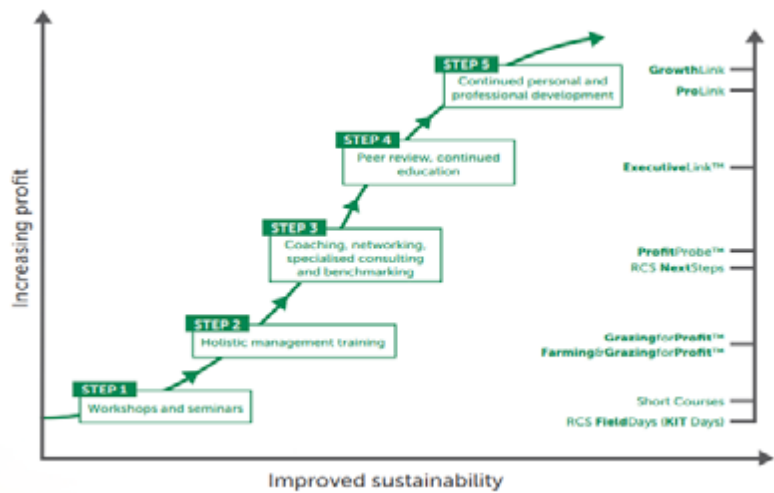 STEP 5
Continued personal and
professional development
STEP 4
Peer review, continued
education
STEP 3
Coaching, networking,
specialised consulting
and benchmarking
STEP 2
Holistic management training
STEP 1
Workshops and seminars
GrowthLink
ProLink
ExecutiveLink™
ProfitProbe™
RCS NextSteps
GrazingforProfit™
Farming&GrazingforProfit™
Short Courses
RCS FieldDays (KIT Days)
Increasing profit
Improved sustainability